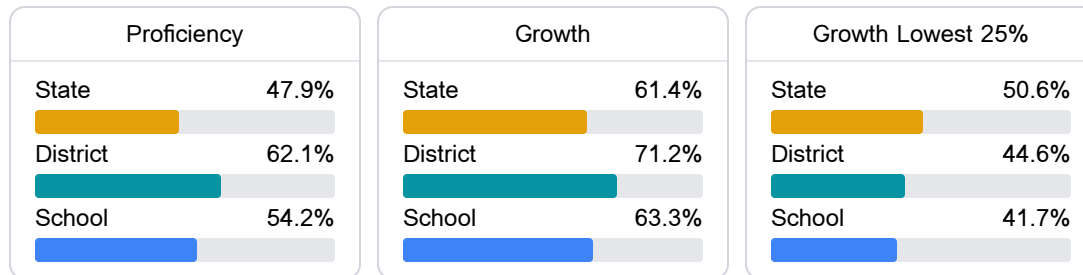 Proficiency
State 47.9%
District 62.1%
School 54.2%
Growth
State 61.4%
District 71.2%
School 63.3%
Growth Lowest 25%
State 50.6%
District 44.6%
School 41.7%